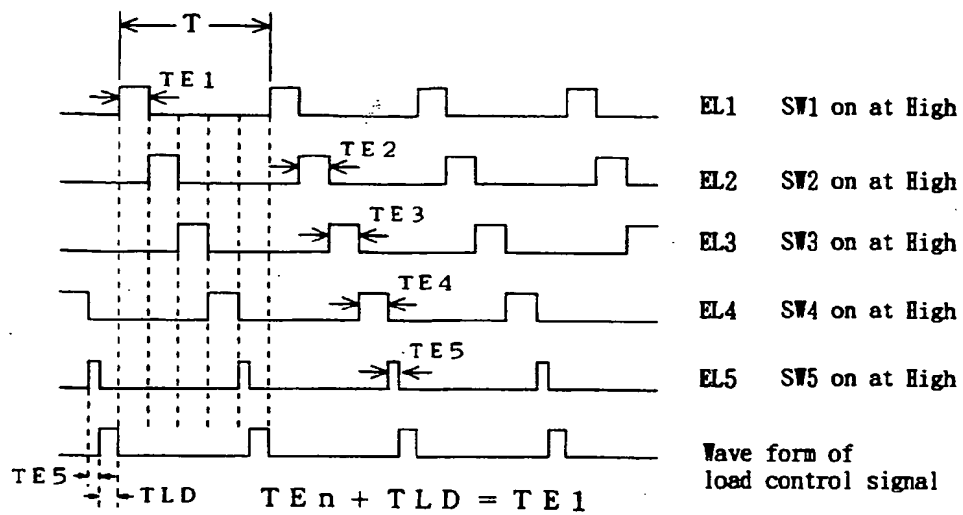 T
TE1
EL1 SW1 on at High
TE2
EL2 SW2 on at High
TE3
EL3 SW3 on at High
TE4
EL4 SW4 on at High
TE5
EL5 SW5 on at High
Wave form of
load control signal
TE5
TLD
TEn + TLD = TE1